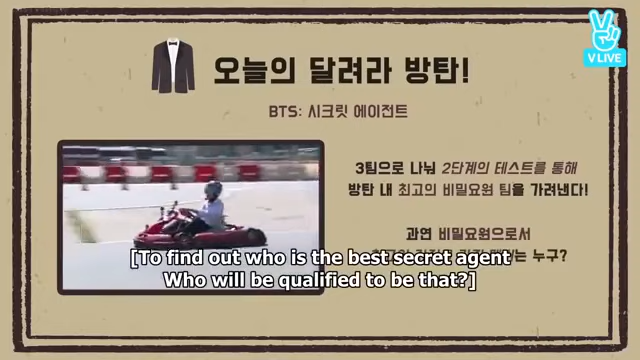 V LIVE
오늘의 달려라 방탄!
BTS: 시크릿 에이전트
3팀으로 나눠 2단계의 테스트를 통해
방탄 내 최고의 비밀요원 팀을 가려낸다!
과연 비밀요원으로서
는 누구?
[To find out who is the best secret agent
Who will be qualified to be that?]